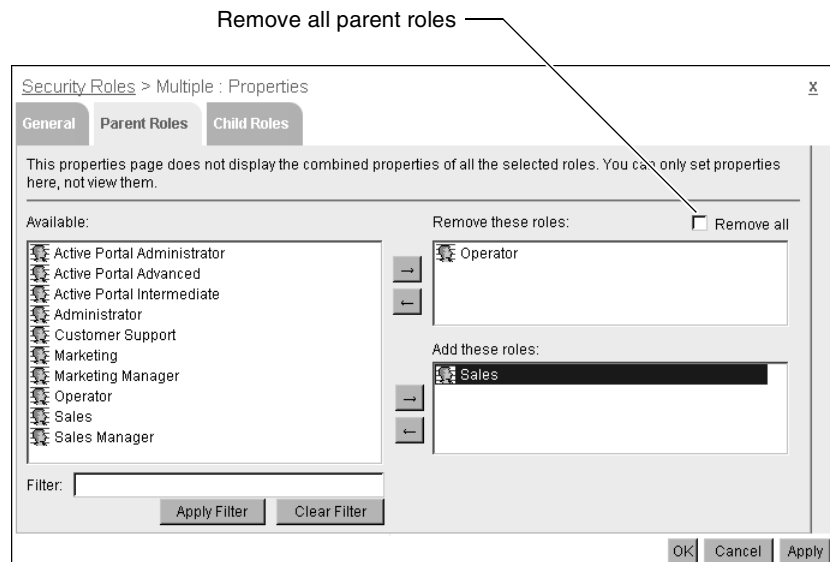 Remove all parent roles
Security Roles > Multiple : Properties
x
General
Parent Roles
Child Roles
This properties page does not display the combined properties of all the selected roles. You can only set properties
here, not view them.
Available:
Active Portal Administrator
Active Portal Advanced
Active Portal Intermediate
Administrator
Customer Support
Marketing
Marketing Manager
Operator
Sales
Sales Manager
Filter:
Apply Filter
Clear Filter
Remove these roles:
Remove all
Operator
Add these roles:
Sales
OK
Cancel
Apply